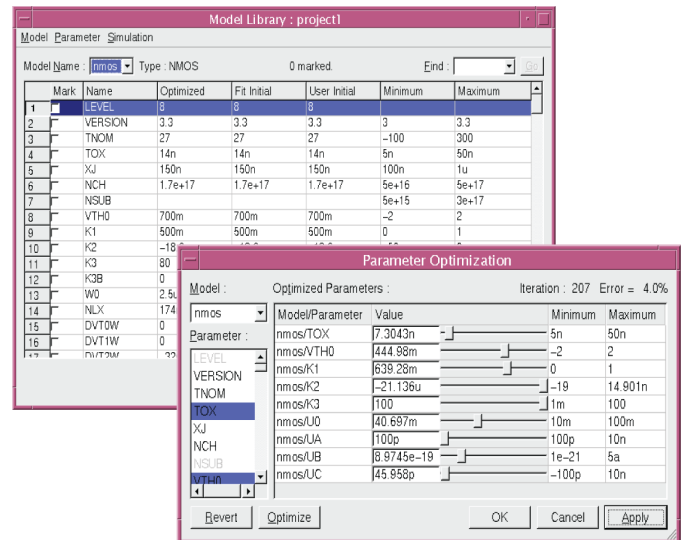 Model Library : project1
Model Parameter Simulation
Model Name : nmos Type : NMOS 0 marked. Find : Go
Mark Name Optimized Fit Initial User Initial Minimum Maximum
1 LEVEL 8 8 8
2 VERSION 3.3 3.3 3.3 3 3.3
3 TNOM 27 27 27 -100 300
4 TOX 14n 14n 14n 5n 50n
5 XJ 150n 150n 150n 100n 1u
6 NCH 1.7e+17 1.7e+17 1.7e+17 5e+16 5e+17
7 NSUB 5e+15 3e+17
8 VTH0 700m 700m 700m -2 2
9 K1 500m 500m 500m 0 1
10 K2
11 K3 80
12 K3B 0
13 W0 2.5u
14 NLX 174
15 DVT0W 0
16 DVT1W 0
17 DVT2W
Parameter Optimization
Model : Optimized Parameters : Iteration : 207 Error = 4.0%
nmos Model/Parameter Value Minimum Maximum
Parameter :
LEVEL
VERSION
TNOM
TOX
XJ
NCH
NSUB
VTH0
nmos/TOX 7.3043n 5n 50n
nmos/VTH0 444.98m -2 2
nmos/K1 639.28m 0 1
nmos/K2 -21.136u -19 14.901n
nmos/K3 100 1m 100
nmos/U0 40.697m 10m 100m
nmos/UA 100p 100p 10n
nmos/UB 8.9745e-19 1e-21 5a
nmos/UC 45.958p -100p 10n
Revert Optimize OK Cancel Apply